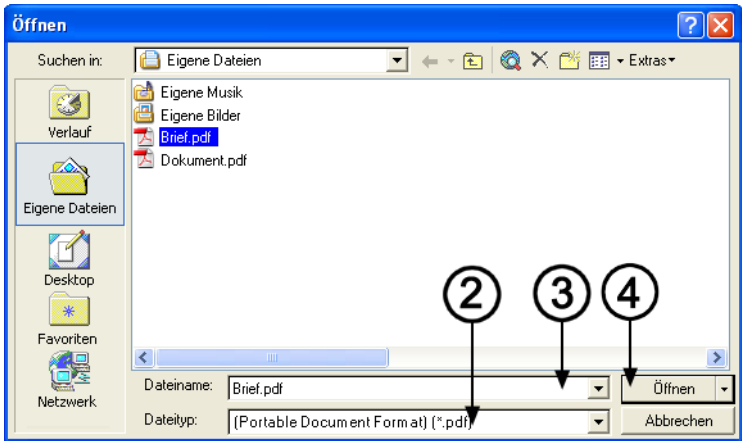 Öffnen
Suchen in: Eigene Dateien Extras
Verlauf
Eigene Dateien
Desktop
Favoriten
Netzwerk
Eigene Musik
Eigene Bilder
Brief.pdf
Dokument.pdf
2 3 4
Dateiname: Brief.pdf Öffnen
Dateityp: (Portable Document Format) (*.pdf) Abbrechen